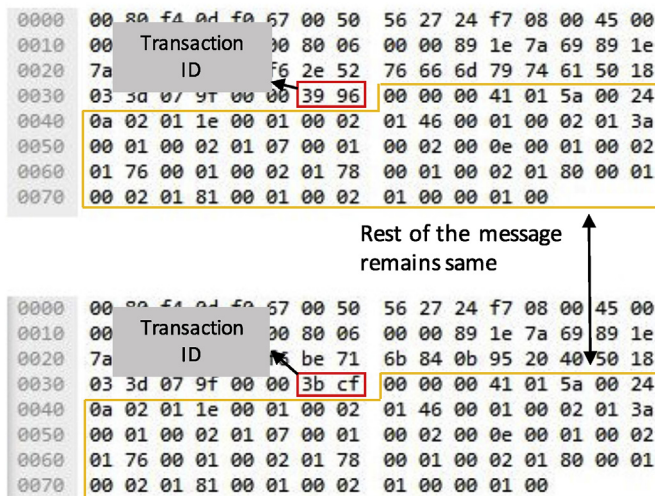 0000 00 80 f4 0d f0 67 00 50 56 27 24 f7 08 00 45 00
0010 00 00 80 06 00 00 89 1e 7a 69 89 1e
Transaction
ID
0020 7a 2e 52 76 66 6d 79 74 61 50 18
0030 03 3d 07 9f 00 00 39 96 00 00 00 41 01 5a 00 24
0040 0a 02 01 1e 00 01 00 02 01 46 00 01 00 02 01 3a
0050 00 01 00 02 01 07 00 01 00 02 00 0e 00 01 00 02
0060 01 76 00 01 00 02 01 78 00 01 00 02 01 80 00 01
0070 00 02 01 81 00 01 00 02 01 00 00 01 00
Rest of the message
remains same
0000 00 80 f4 0d f0 67 00 50 56 27 24 f7 08 00 45 00
0010 00 00 80 06 00 00 89 1e 7a 69 89 1e
Transaction
ID
0020 7a be 71 6b 84 0b 95 20 40 50 18
0030 03 3d 07 9f 00 00 3b cf 00 00 00 41 01 5a 00 24
0040 0a 02 01 1e 00 01 00 02 01 46 00 01 00 02 01 3a
0050 00 01 00 02 01 07 00 01 00 02 00 0e 00 01 00 02
0060 01 76 00 01 00 02 01 78 00 01 00 02 01 80 00 01
0070 00 02 01 81 00 01 00 02 01 00 00 01 00